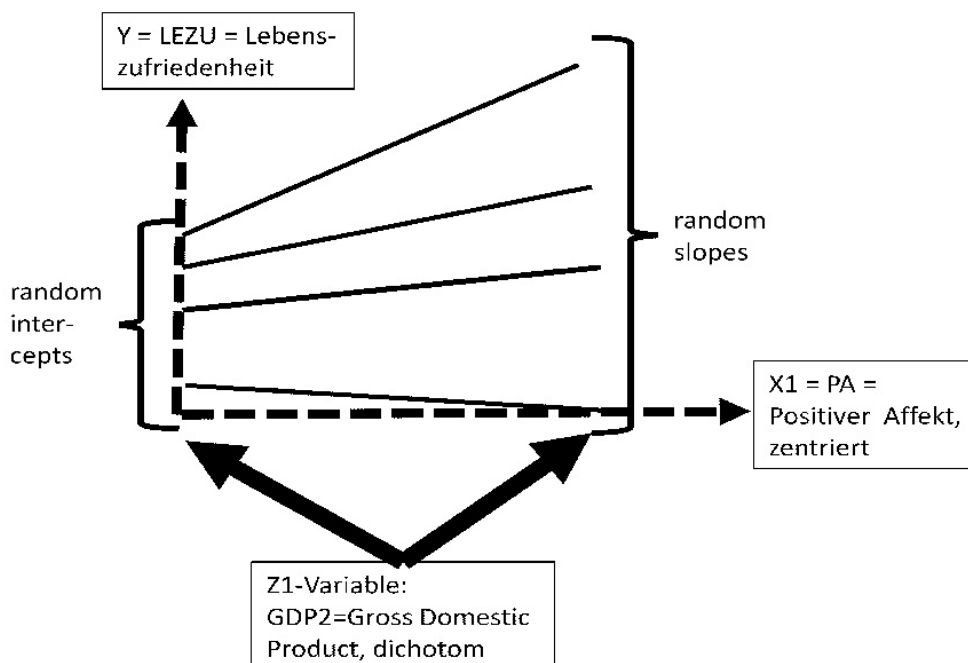 Y = LEZU = Lebens-
zufriedenheit
random
slopes
random
inter-
cepts
X1 = PA =
Positiver Affekt,
zentriert
Z1-Variable:
GDP2=Gross Domestic
Product, dichotom